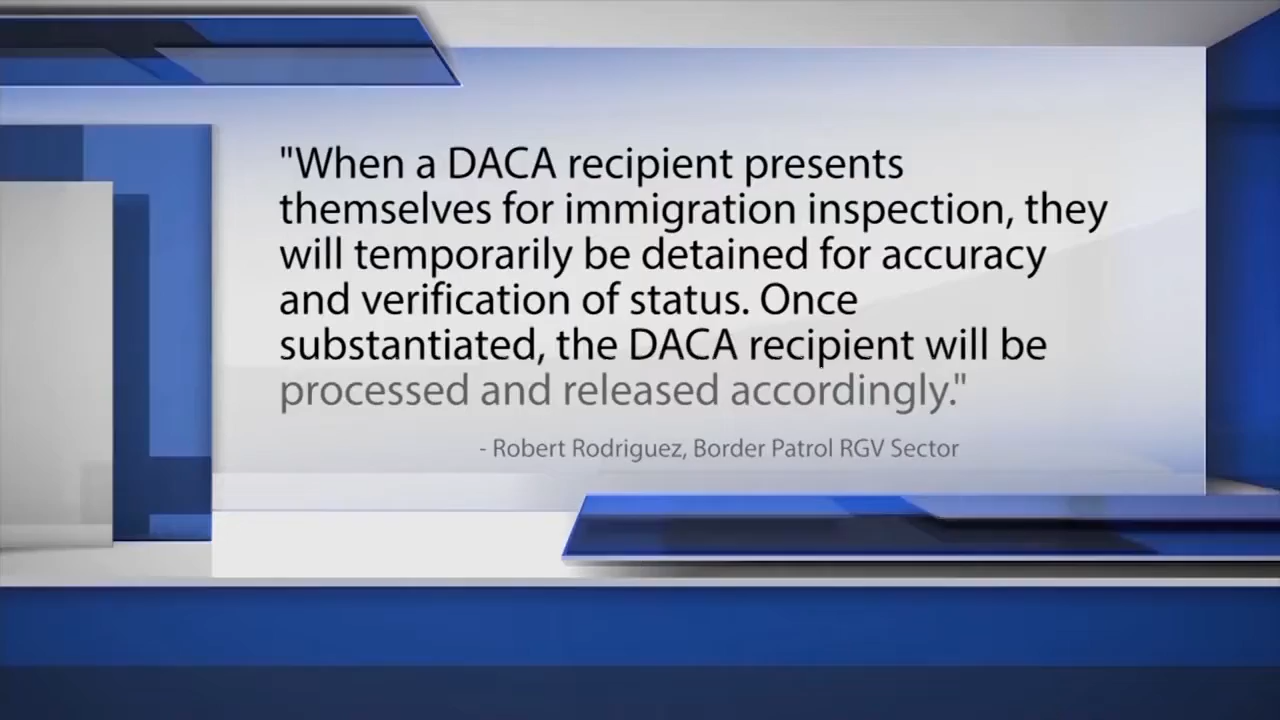 "When a DACA recipient presents
themselves for immigration inspection, they
will temporarily be detained for accuracy
and verification of status. Once
substantiated, the DACA recipient will be
processed and released accordingly."
- Robert Rodriguez, Border Patrol RGV Sector